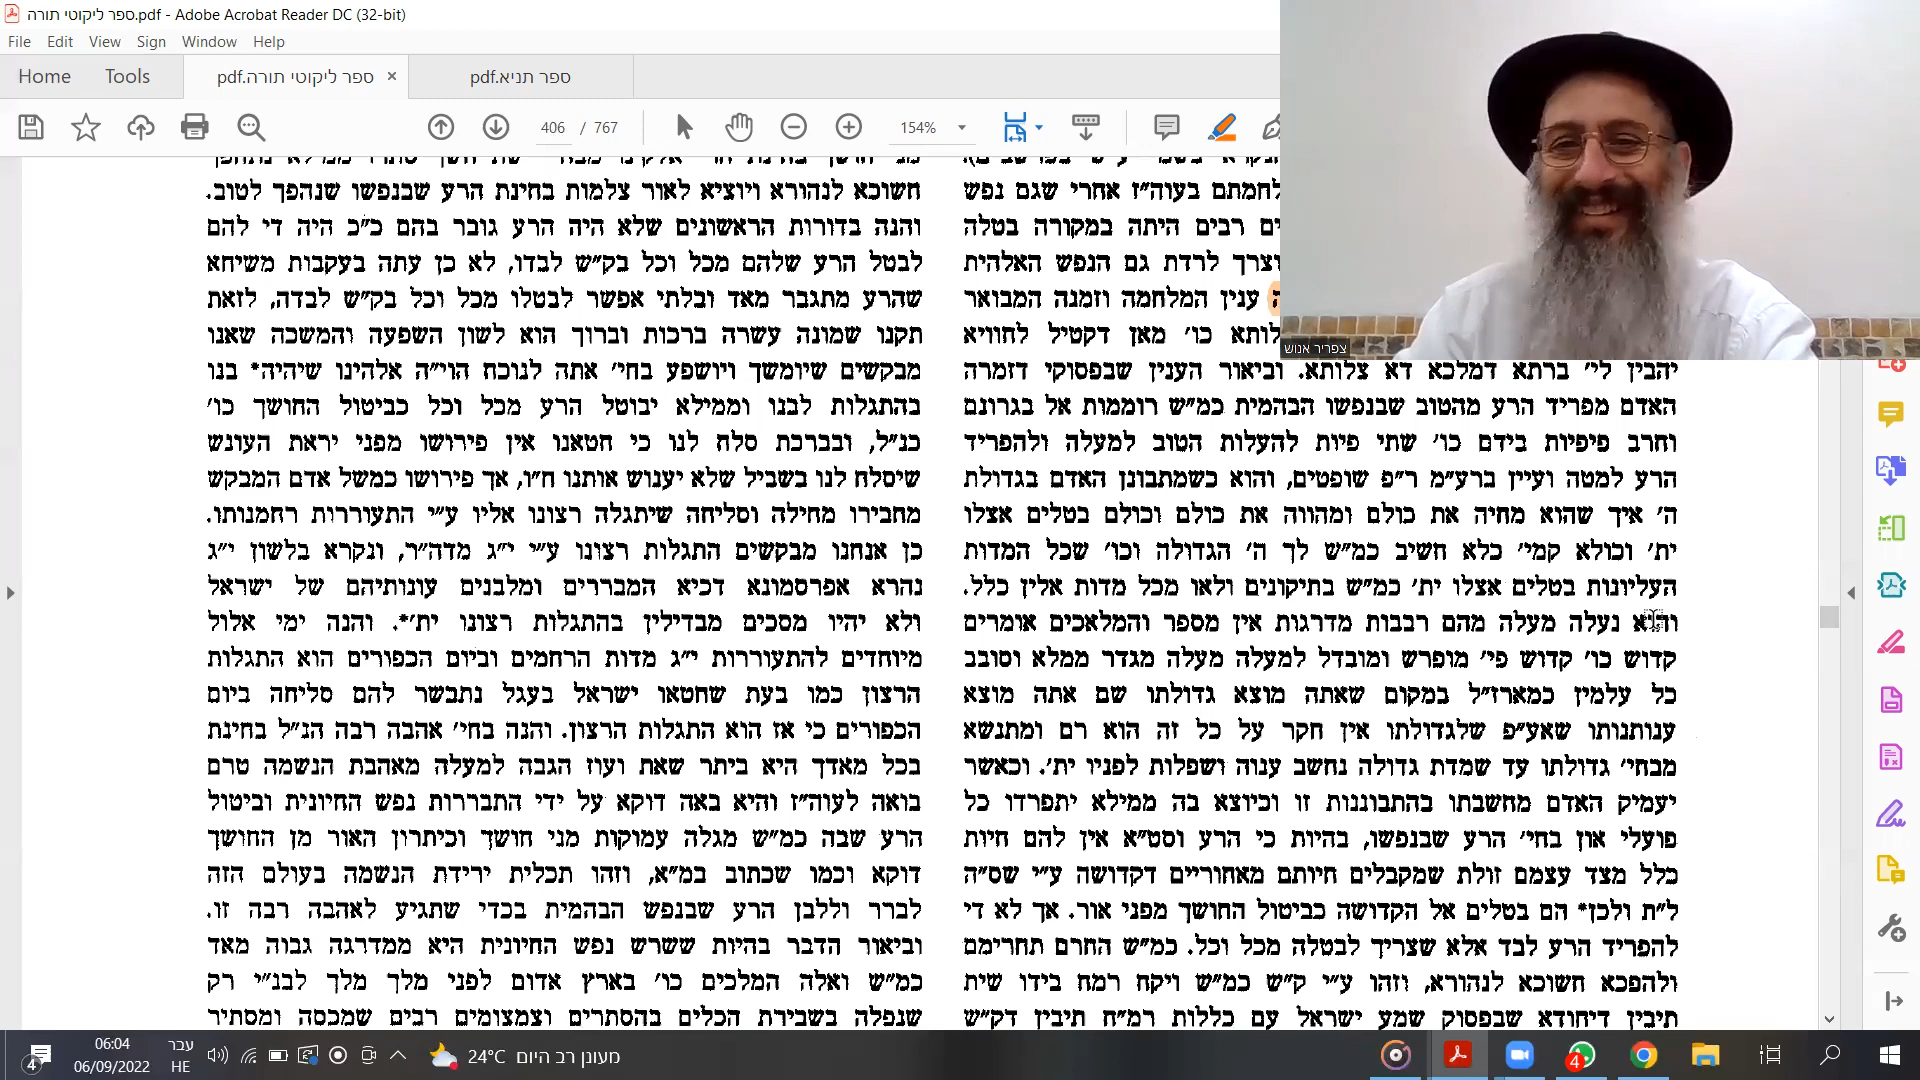 ספר ליקוטי תורה.pdf - Adobe Acrobat Reader DC (32-bit)
File Edit View Sign Window Help
Home Tools ספר ליקוטי תורה.pdf × ספר תניא.pdf
406 / 767 154%
צפריר אנוש
לחמתם בעוה״ז אחרי שגם נפש
ים רבים היתה במקורה בטלה
וצרך לרדת גם הנפש האלהית
ה ענין המלחמה וזמנה המבואר
לותא כו׳ מאן דקטיל לחוויא
יהבין לי׳ ברתא דמלכא דא צלותא. וביאור הענין שבפסוקי דזמרה
האדם מפריד הרע מהטוב שבנפשו הבהמית כמ״ש רוממות אל בגרונם
וחרב פיפיות בידם כו׳ שתי פיות להעלות הטוב למעלה ולהפריד
הרע למטה ועיין ברע״מ ר״פ שופטים, והוא כשמתבונן האדם בגדולת
ה׳ איך שהוא מחיה את כולם ומהווה את כולם וכולם בטלים אצלו
ית׳ וכולא קמי׳ כלא חשיב כמ״ש לך ה׳ הגדולה וכו׳ שכל המדות
העליונות בטלים אצלו ית׳ כמ״ש בתיקונים ולאו מכל מדות אלין כלל.
והוא נעלה מעלה מהם רבבות מדרגות אין מספר והמלאכים אומרים
קדוש כו׳ קדוש פי׳ מופרש ומובדל למעלה מעלה מגדר ממלא וסובב
כל עלמין כמארז״ל במקום שאתה מוצא גדולתו שם אתה מוצא
ענותנותו שאע״פ שלגדולתו אין חקר על כל זה הוא רם ומתנשא
מבחי׳ גדולתו עד שמדת גדולה נחשב ענוה ושפלות לפניו ית׳. וכאשר
יעמיק האדם מחשבתו בהתבוננות זו וכיוצא בה ממילא יתפרדו כל
פועלי און בחי׳ הרע שבנפשו, בהיות כי הרע וסט״א אין להם חיות
כלל מצד עצמם זולת שמקבלים חיותם מאחוריים דקדושה ע״י שס״ה
ל״ת ולכן* הם בטלים אל הקדושה כביטול החושך מפני אור. אך לא די
להפריד הרע לבד אלא שצריך לבטלה מכל וכל. כמ״ש החרם תחרימם
ולהפכא חשוכא לנהורא, וזהו ע״י ק״ש כמ״ש ויקח רמח בידו שית
תיבין דיחודא שבפסוק שמע ישראל עם כללות רמ״ח תיבין דק״ש
חשוכא לנהורא ויוציא לאור צלמות בחינת הרע שבנפשו שנהפך לטוב.
והנה בדורות הראשונים שלא היה הרע גובר בהם כ״כ היה די להם
לבטל הרע שלהם מכל וכל בק״ש לבדו, לא כן עתה בעקבות משיחא
שהרע מתגבר מאד ובלתי אפשר לבטלו מכל וכל בק״ש לבדה, לזאת
תקנו שמונה עשרה ברכות וברוך הוא לשון השפעה והמשכה שאנו
מבקשים שיומשך ויושפע בחי׳ אתה לנוכח הוי״ה אלהינו שיהיה* בנו
בהתגלות לבנו וממילא יבוטל הרע מכל וכל כביטול החושך כו׳
כנ״ל, ובברכת סלח לנו כי חטאנו אין פירושו מפני יראת העונש
שיסלח לנו בשביל שלא יענוש אותנו ח״ו, אך פירושו כמשל אדם המבקש
מחבירו מחילה וסליחה שיתגלה רצונו אליו ע״י התעוררות רחמנותו.
כן אנחנו מבקשים התגלות רצונו ע״י י״ג מדה״ר, ונקרא בלשון י״ג
נהרא אפרסמונא דכיא המבררים ומלבנים עונותיהם של ישראל
ולא יהיו מסכים מבדילין בהתגלות רצונו ית׳*. והנה ימי אלול
מיוחדים להתעוררות י״ג מדות הרחמים וביום הכפורים הוא התגלות
הרצון כמו בעת שחטאו ישראל בעגל נתבשר להם סליחה ביום
הכפורים כי אז הוא התגלות הרצון. והנה בחי׳ אהבה רבה הנ״ל בחינת
בכל מאדך היא ביתר שאת ועוז הגבה למעלה מאהבת הנשמה טרם
בואה לעוה״ז והיא באה דוקא על ידי התבררות נפש החיונית וביטול
הרע שבה כמ״ש מגלה עמוקות מני חושך וכיתרון האור מן החושך
דוקא וכמו שכתוב במ״א, וזהו תכלית ירידת הנשמה בעולם הזה
לברר וללבן הרע שבנפש הבהמית בכדי שתגיע לאהבה רבה זו.
וביאור הדבר בהיות ששרש נפש החיונית היא ממדרגה גבוה מאד
כמ״ש ואלה המלכים כו׳ בארץ אדום לפני מלך מלך לבנ״י רק
שנפלה בשבירת הכלים בהסתרים וצמצומים רבים שמכסה ומסתיר
4 06:04 06/09/2022 עבר HE 24°C מעונן רב היום 4